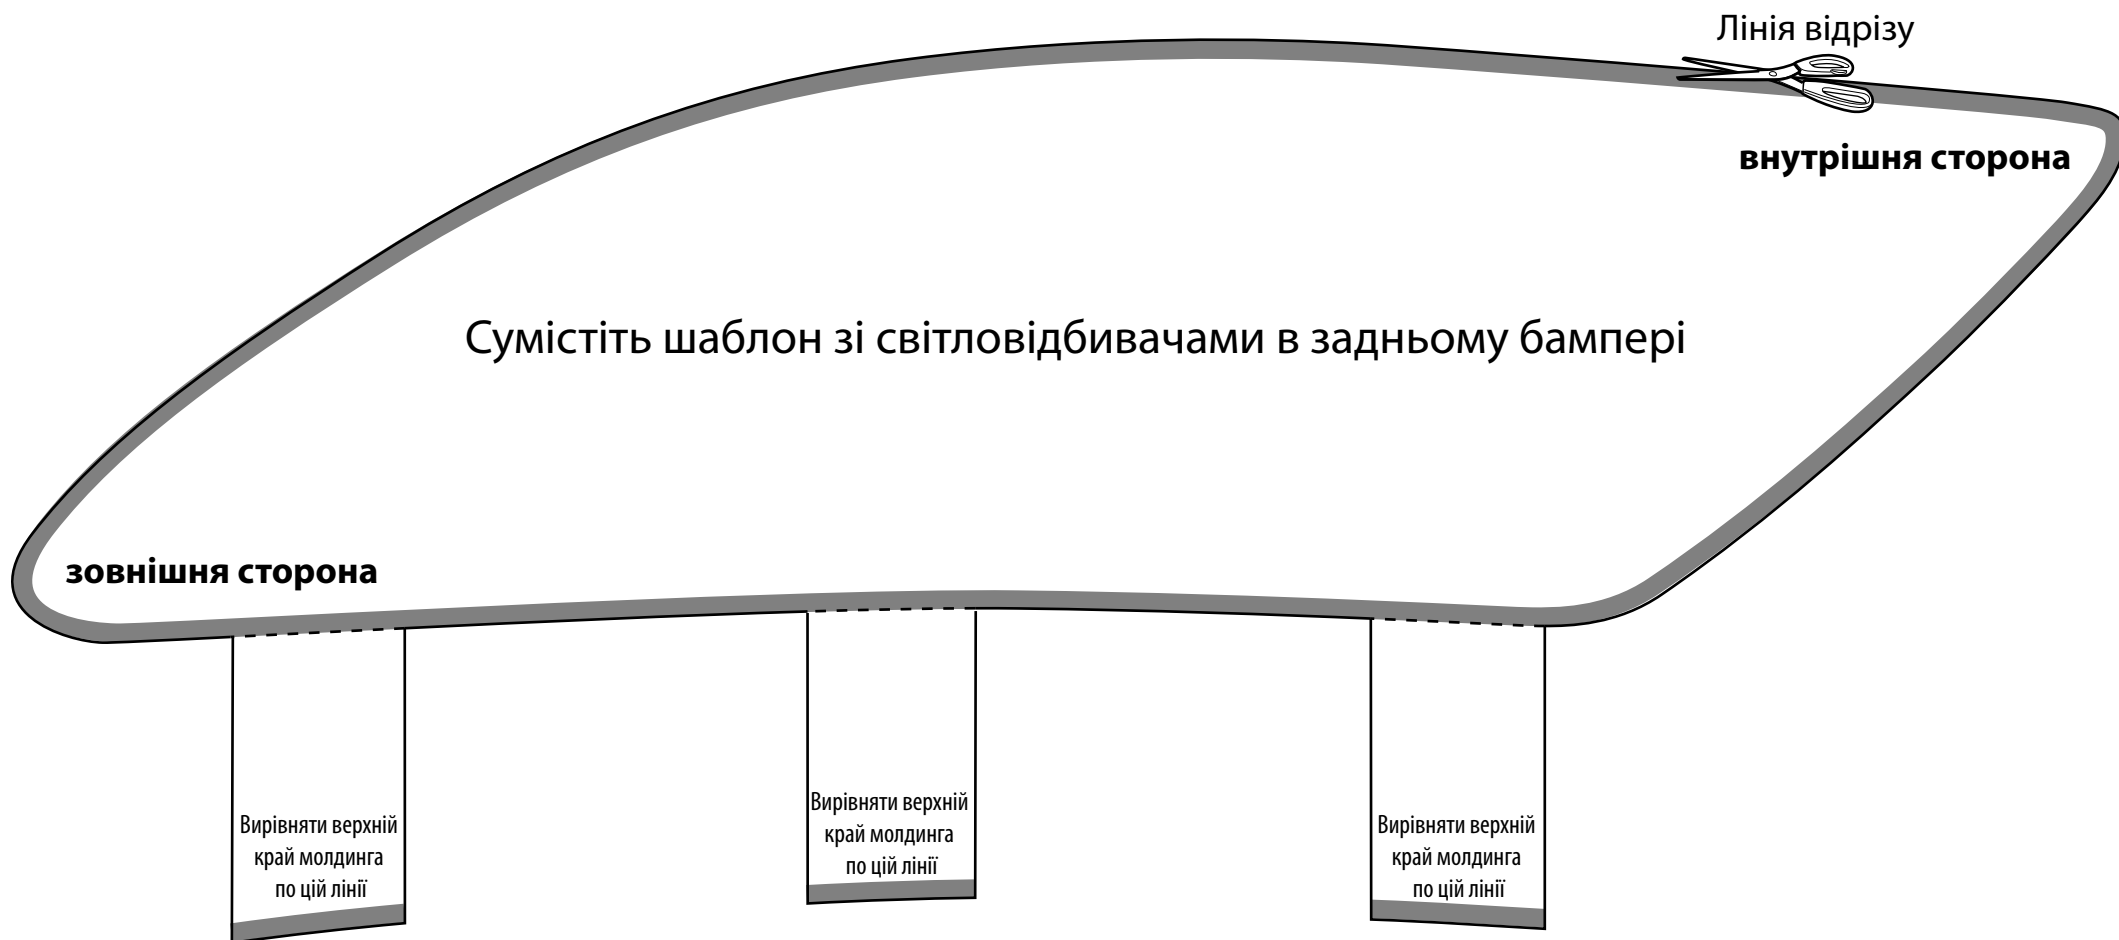 Лінія відрізу
внутрішня сторона
Сумістіть шаблон зі світловідбивачами в задньому бампері
зовнішня сторона
Вирівняти верхній
край молдинга
по цій лінії
Вирівняти верхній
край молдинга
по цій лінії
Вирівняти верхній
край молдинга
по цій лінії